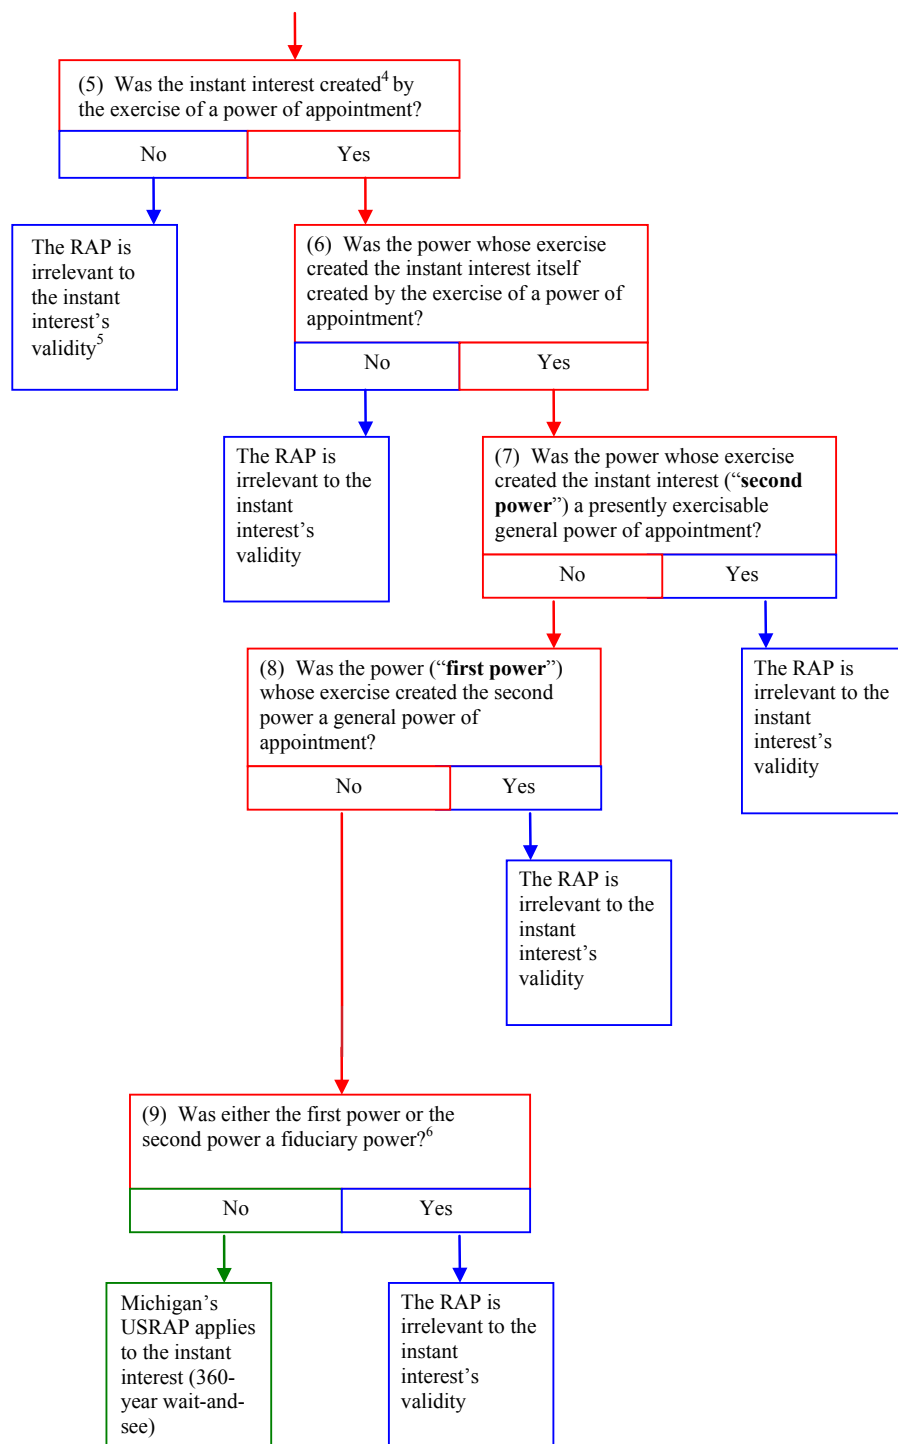 (5) Was the instant interest created4 by
the exercise of a power of appointment?
No
Yes
The RAP is
irrelevant to
the instant
interest's
validity5
(6) Was the power whose exercise
created the instant interest itself
created by the exercise of a power of
appointment?
No
Yes
The RAP is
irrelevant to the
instant
interest's
validity
(7) Was the power whose exercise
created the instant interest (“second
power”) a presently exercisable
general power of appointment?
No
Yes
The RAP is
irrelevant to the
instant
interest's
validity
(8) Was the power (“first power”)
whose exercise created the second
power a general power of
appointment?
No
Yes
The RAP is
irrelevant to the
instant
interest's
validity
(9) Was either the first power or the
second power a fiduciary power?6
No
Yes
Michigan's
USRAP applies
to the instant
interest (360-
year wait-and-
see)
The RAP is
irrelevant to the
instant
interest's
validity